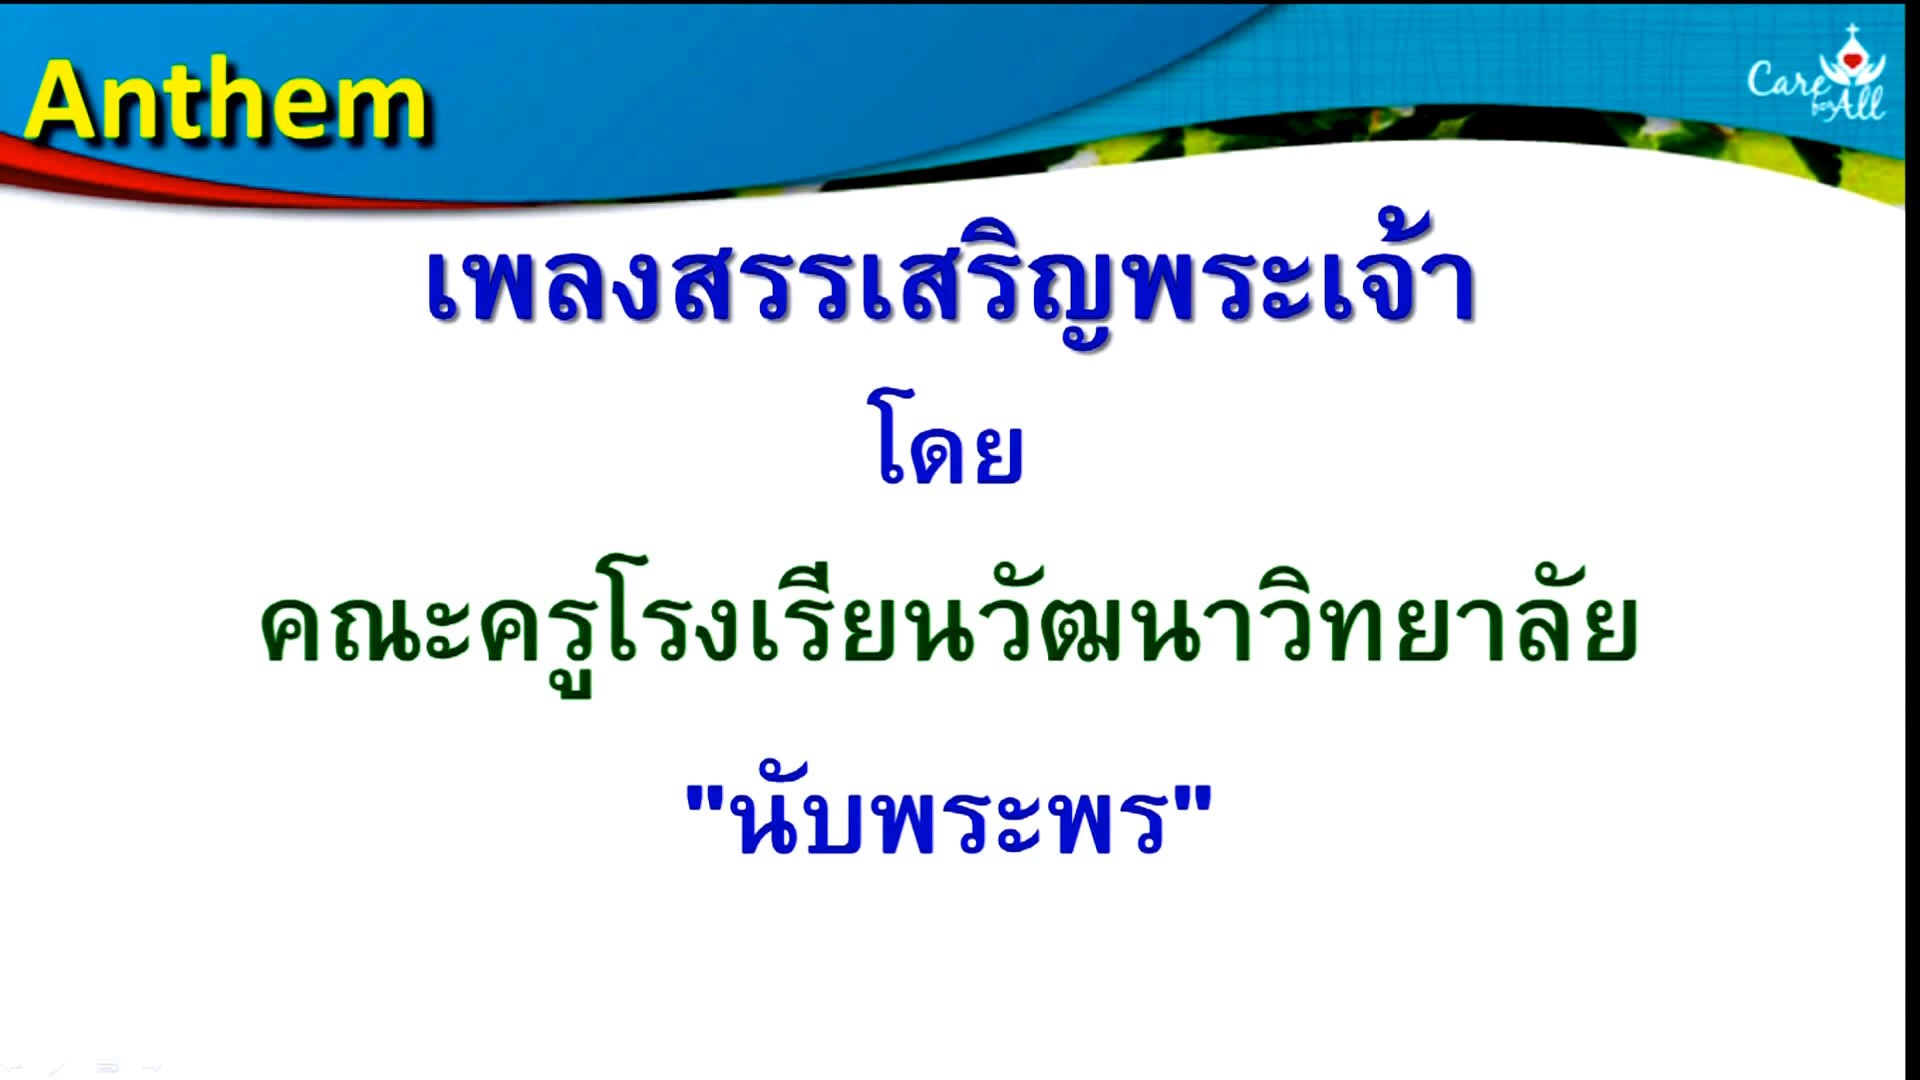 Anthem
Care for All
เพลงสรรเสริญพระเจ้า
โดย
คณะครูโรงเรียนวัฒนาวิทยาลัย
"นับพระพร"